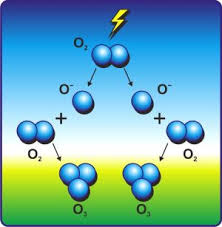 O₂
O⁻ O⁻
+ +
O₂ O₂
O₃ O₃